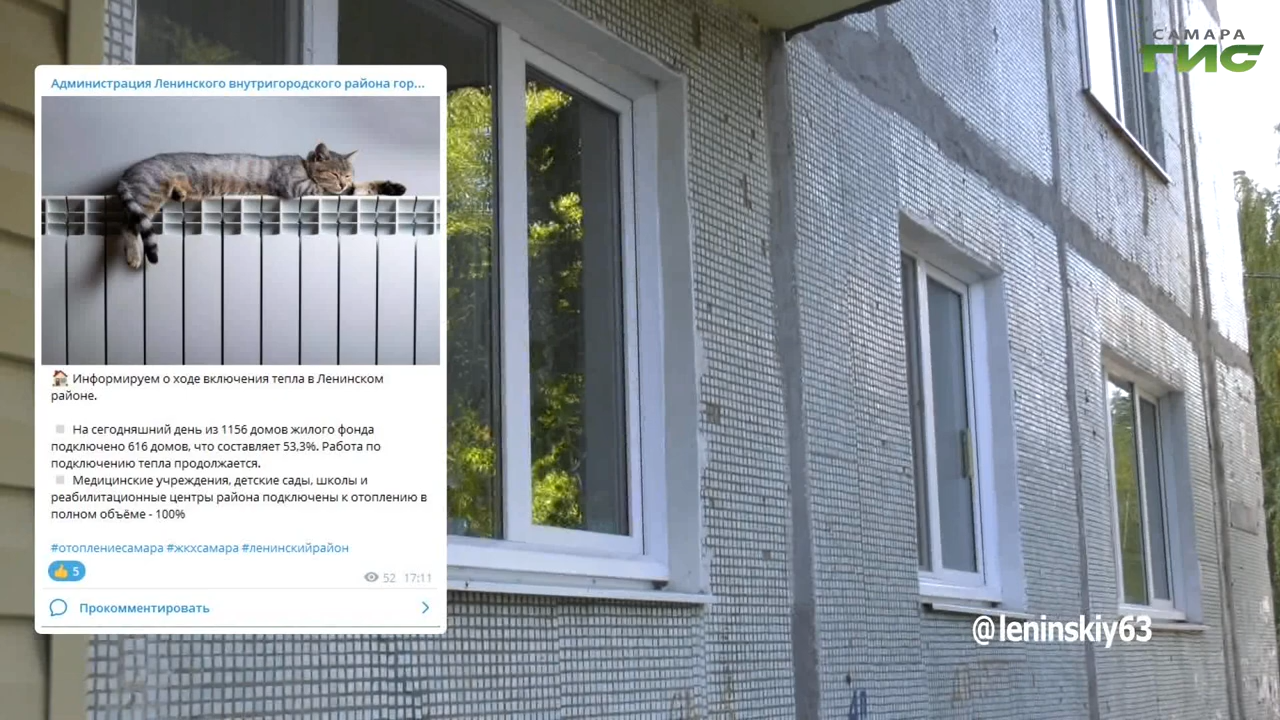 САМАРА
ГИС
Администрация Ленинского внутригородского района гор...
🏠 Информируем о ходе включения тепла в Ленинском
районе.
◽ На сегодняшний день из 1156 домов жилого фонда
подключено 616 домов, что составляет 53,3%. Работа по
подключению тепла продолжается.
◽ Медицинские учреждения, детские сады, школы и
реабилитационные центры района подключены к отоплению в
полном объёме - 100%
#отоплениесамара #жкхсамара #ленинскийрайон
👍 5
52 17:11
Прокомментировать
@leninskiy63